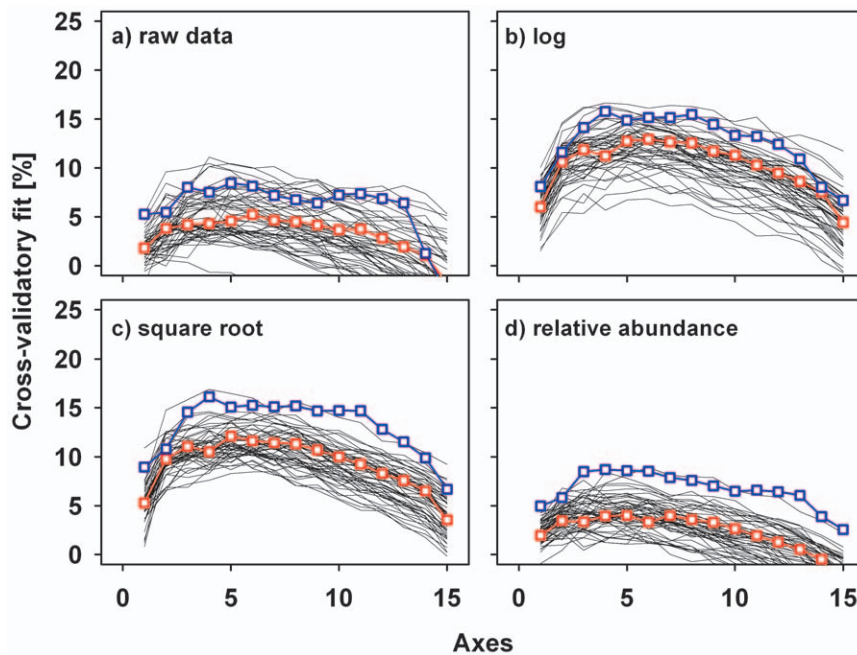 25
20
15
10
5
0
a) raw data
b) log
25
20
15
10
5
0
c) square root
d) relative abundance
0 5 10 15
0 5 10 15
Cross-validatory fit [%]
Axes